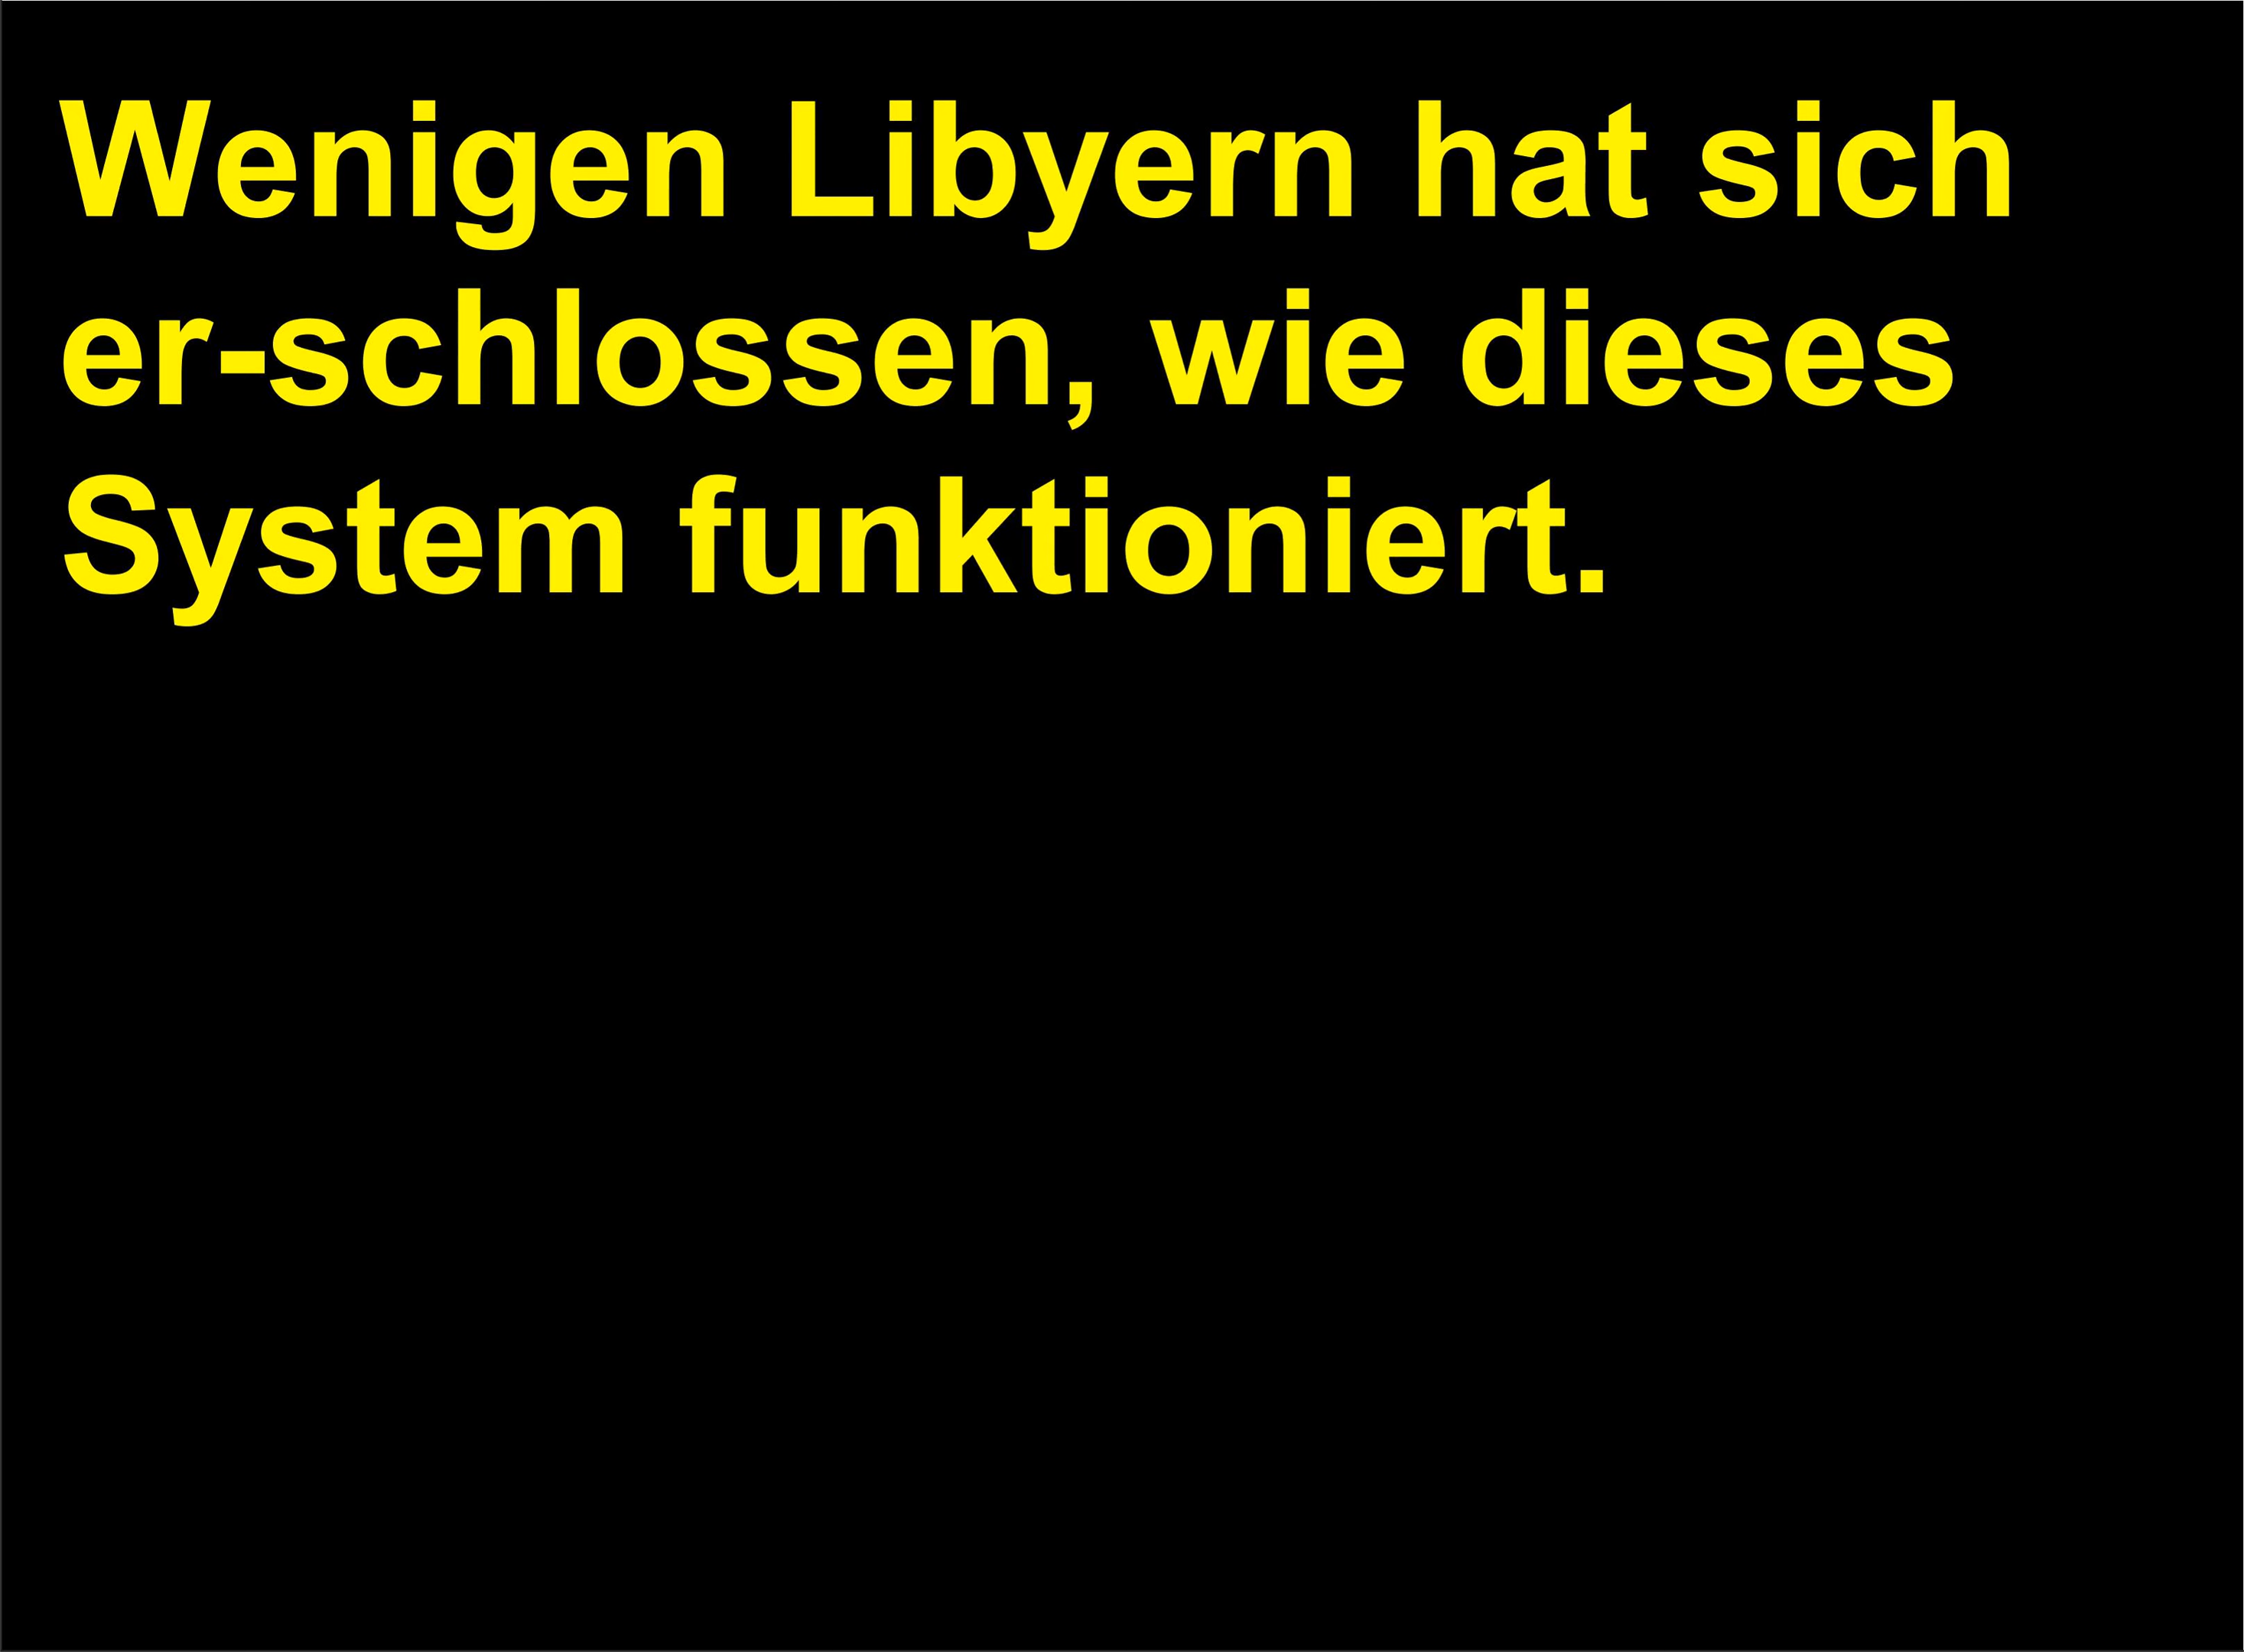 Wenigen Libyern hat sich
er-schlossen, wie dieses
System funktioniert.